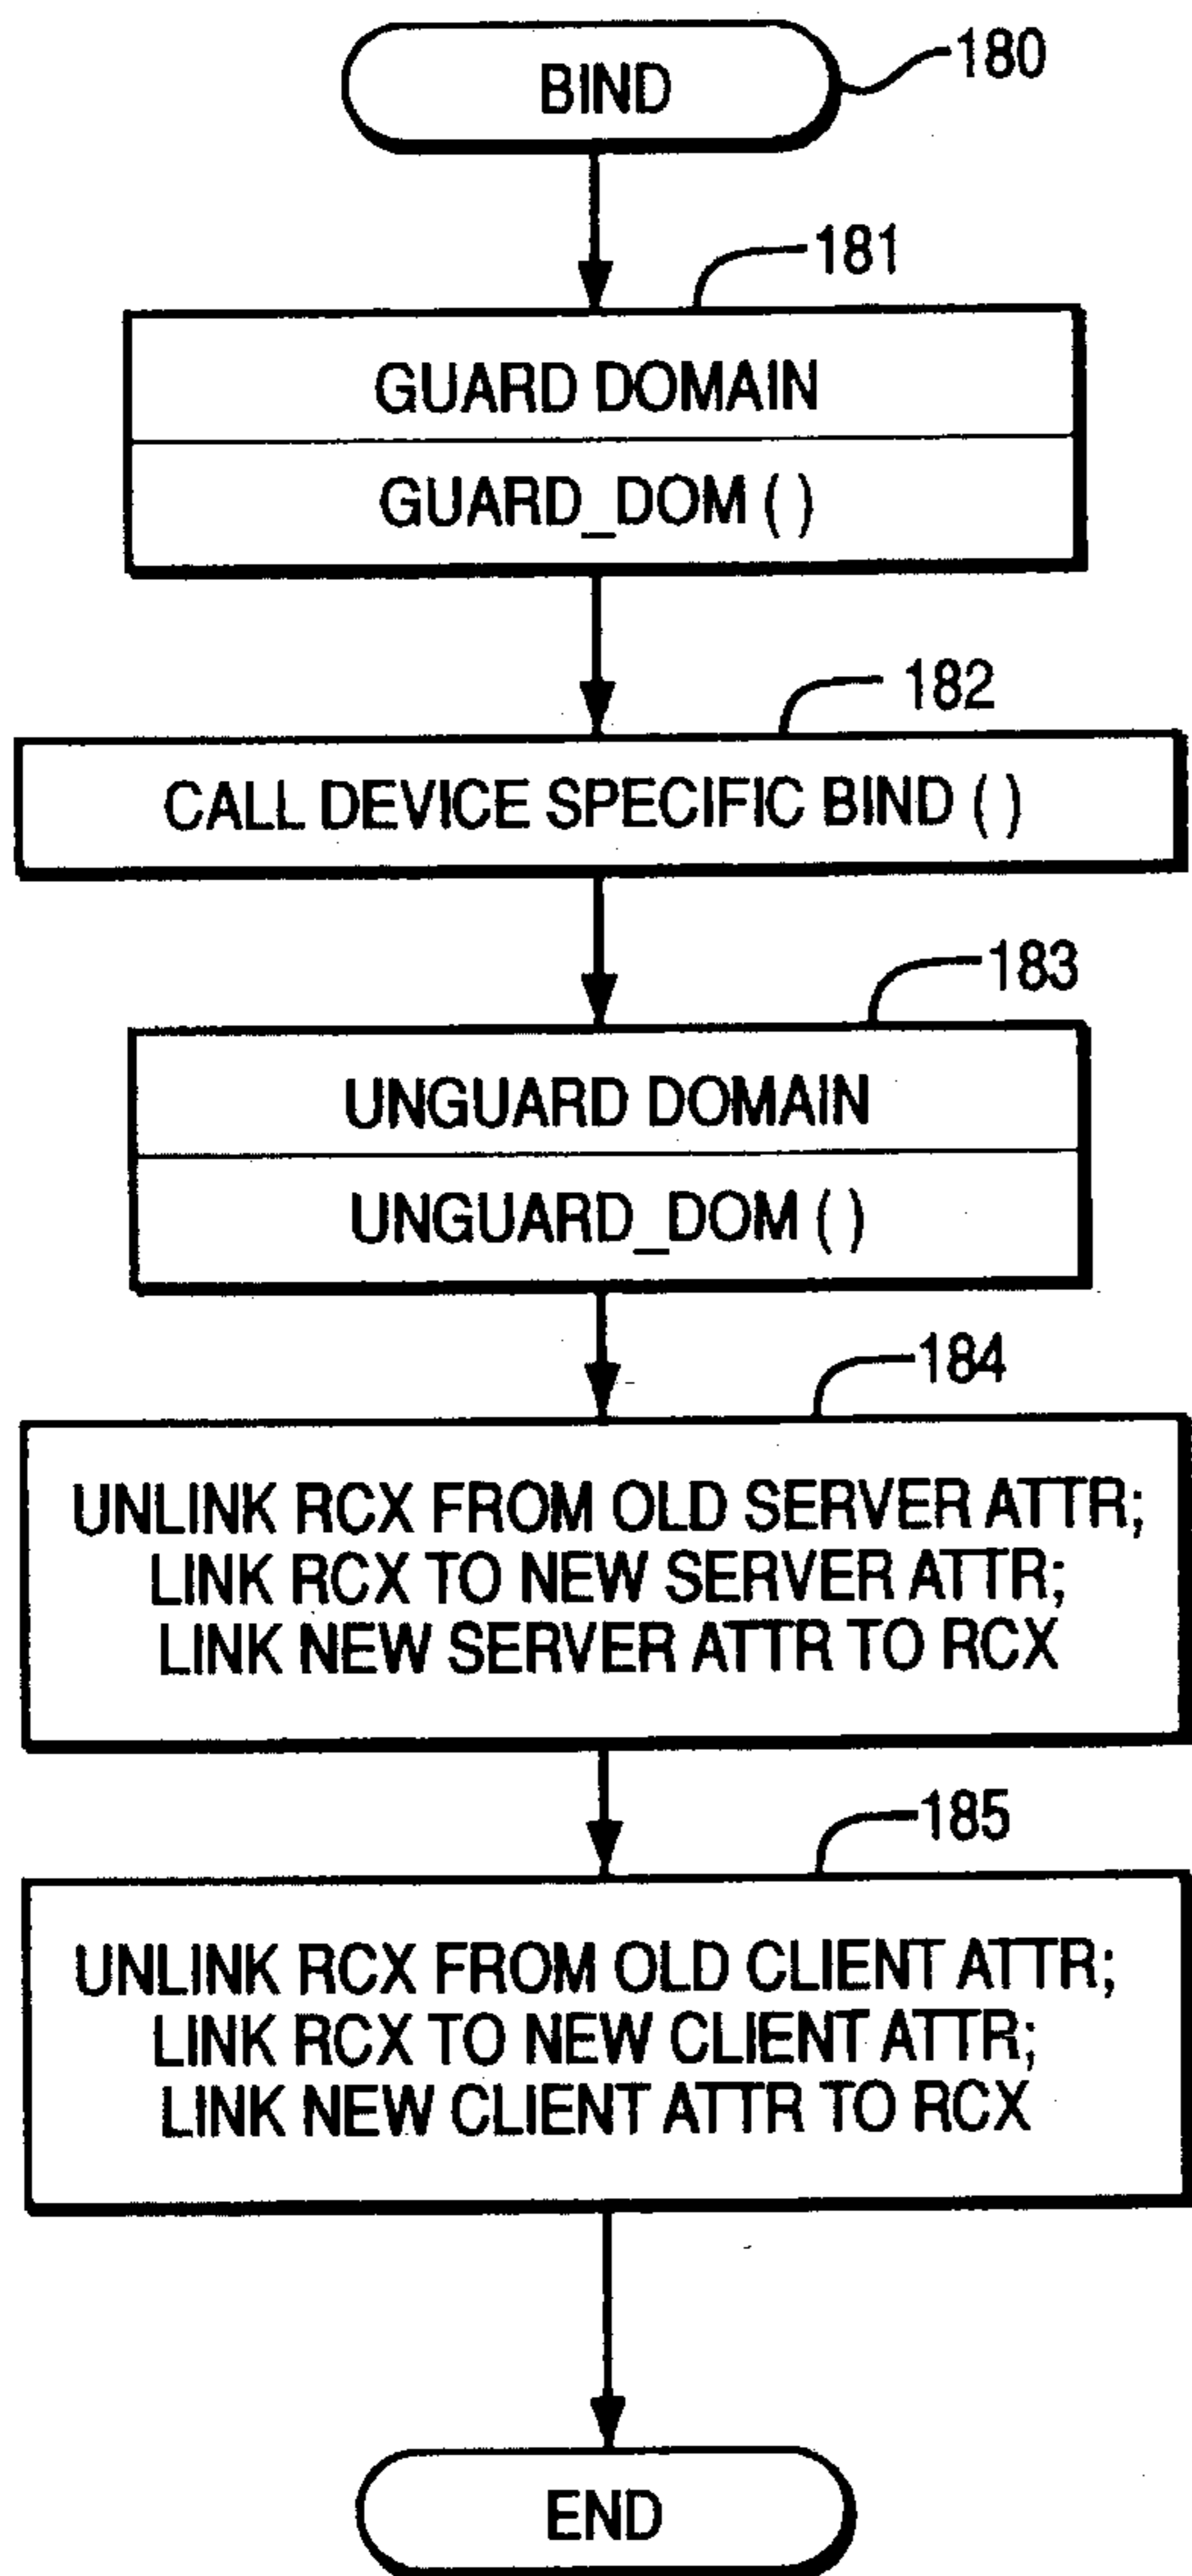 BIND
180
181
GUARD DOMAIN
GUARD_DOM ( )
182
CALL DEVICE SPECIFIC BIND ( )
183
UNGUARD DOMAIN
UNGUARD_DOM ( )
184
UNLINK RCX FROM OLD SERVER ATTR;
LINK RCX TO NEW SERVER ATTR;
LINK NEW SERVER ATTR TO RCX
185
UNLINK RCX FROM OLD CLIENT ATTR;
LINK RCX TO NEW CLIENT ATTR;
LINK NEW CLIENT ATTR TO RCX
END